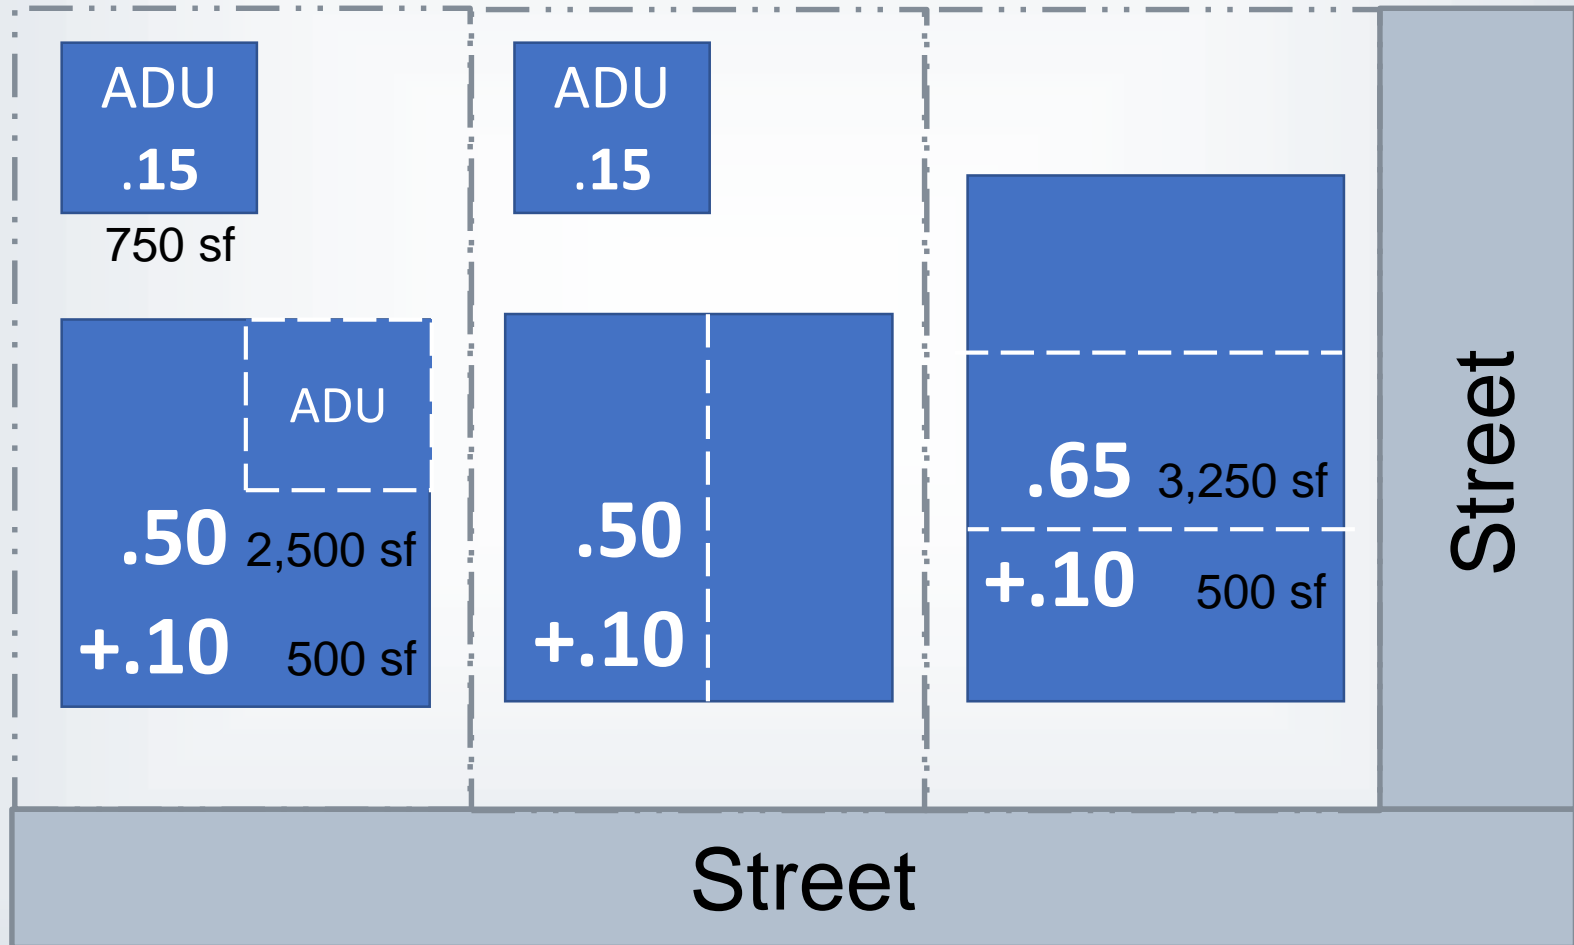 ADU
.15
750 sf
ADU
.50 2,500 sf
+.10 500 sf
ADU
.15
.50
+.10
.65 3,250 sf
+.10 500 sf
Street
Street